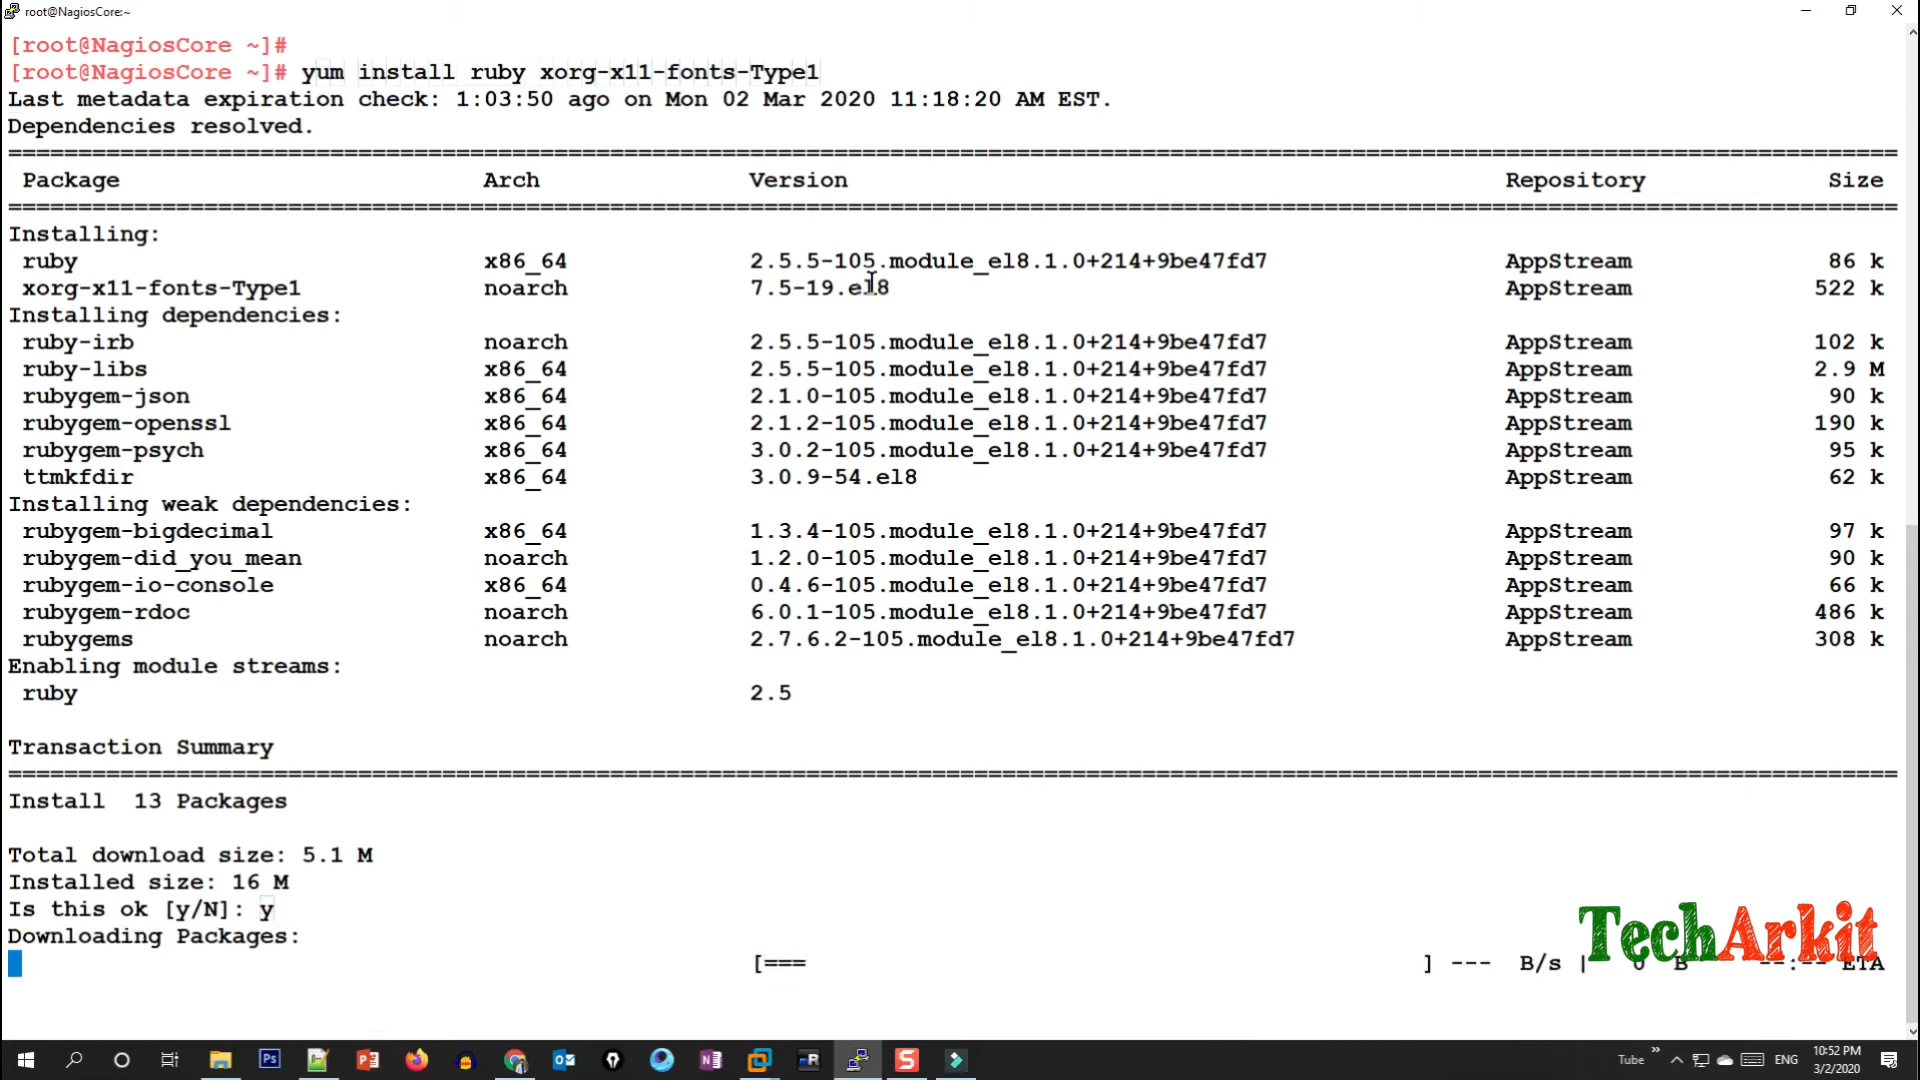 root@NagiosCore:~
[root@NagiosCore ~]#
[root@NagiosCore ~]# yum install ruby xorg-x11-fonts-Type1
Last metadata expiration check: 1:03:50 ago on Mon 02 Mar 2020 11:18:20 AM EST.
Dependencies resolved.
Package Arch Version Repository Size
Installing:
ruby x86_64 2.5.5-105.module_el8.1.0+214+9be47fd7 AppStream 86 k
xorg-x11-fonts-Type1 noarch 7.5-19.el8 AppStream 522 k
Installing dependencies:
ruby-irb noarch 2.5.5-105.module_el8.1.0+214+9be47fd7 AppStream 102 k
ruby-libs x86_64 2.5.5-105.module_el8.1.0+214+9be47fd7 AppStream 2.9 M
rubygem-json x86_64 2.1.0-105.module_el8.1.0+214+9be47fd7 AppStream 90 k
rubygem-openssl x86_64 2.1.2-105.module_el8.1.0+214+9be47fd7 AppStream 190 k
rubygem-psych x86_64 3.0.2-105.module_el8.1.0+214+9be47fd7 AppStream 95 k
ttmkfdir x86_64 3.0.9-54.el8 AppStream 62 k
Installing weak dependencies:
rubygem-bigdecimal x86_64 1.3.4-105.module_el8.1.0+214+9be47fd7 AppStream 97 k
rubygem-did_you_mean noarch 1.2.0-105.module_el8.1.0+214+9be47fd7 AppStream 90 k
rubygem-io-console x86_64 0.4.6-105.module_el8.1.0+214+9be47fd7 AppStream 66 k
rubygem-rdoc noarch 6.0.1-105.module_el8.1.0+214+9be47fd7 AppStream 486 k
rubygems noarch 2.7.6.2-105.module_el8.1.0+214+9be47fd7 AppStream 308 k
Enabling module streams:
ruby 2.5
Transaction Summary
Install 13 Packages
Total download size: 5.1 M
Installed size: 16 M
Is this ok [y/N]: y
Downloading Packages:
[=== ] --- B/s | 0 B --:-- ETA
TechArkit
Tube » ENG 10:52 PM
3/2/2020